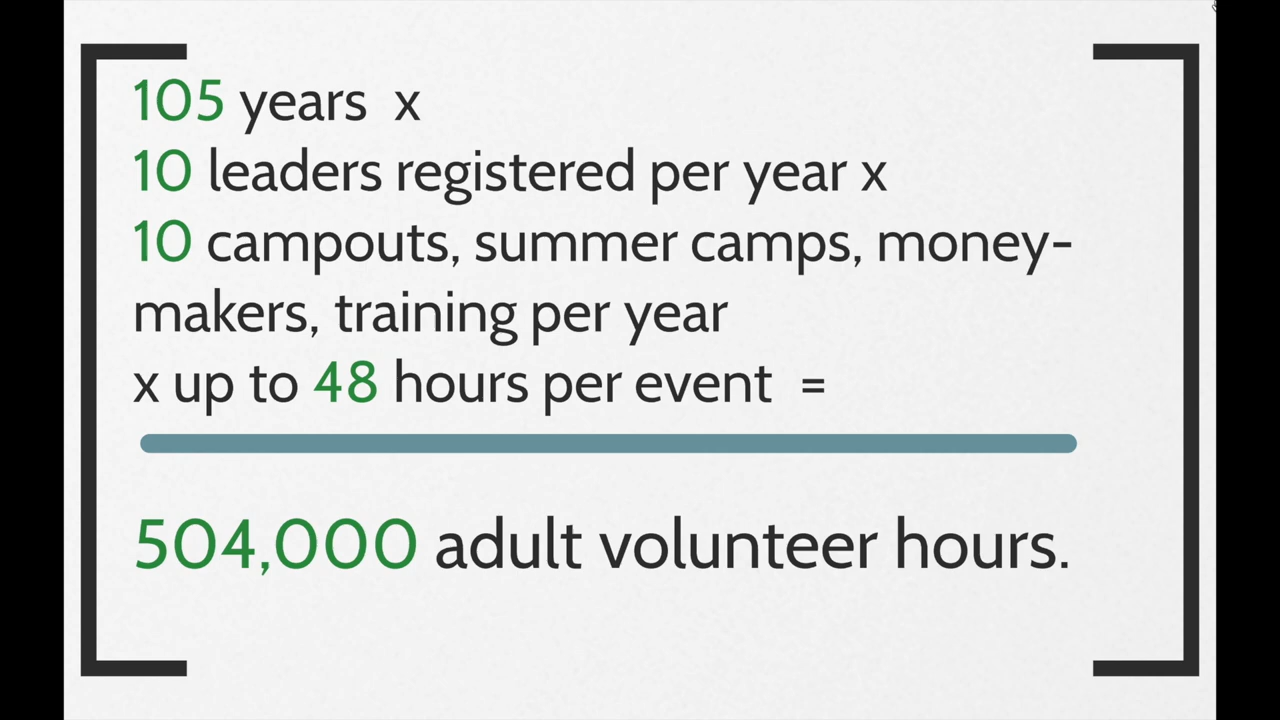 105 years x
10 leaders registered per year x
10 campouts, summer camps, money-
makers, training per year
x up to 48 hours per event =
504,000 adult volunteer hours.